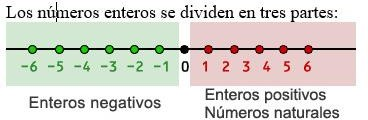 Los números enteros se dividen en tres partes:
-6 -5 -4 -3 -2 -1 0 1 2 3 4 5 6
Enteros negativos
Enteros positivos
Números naturales